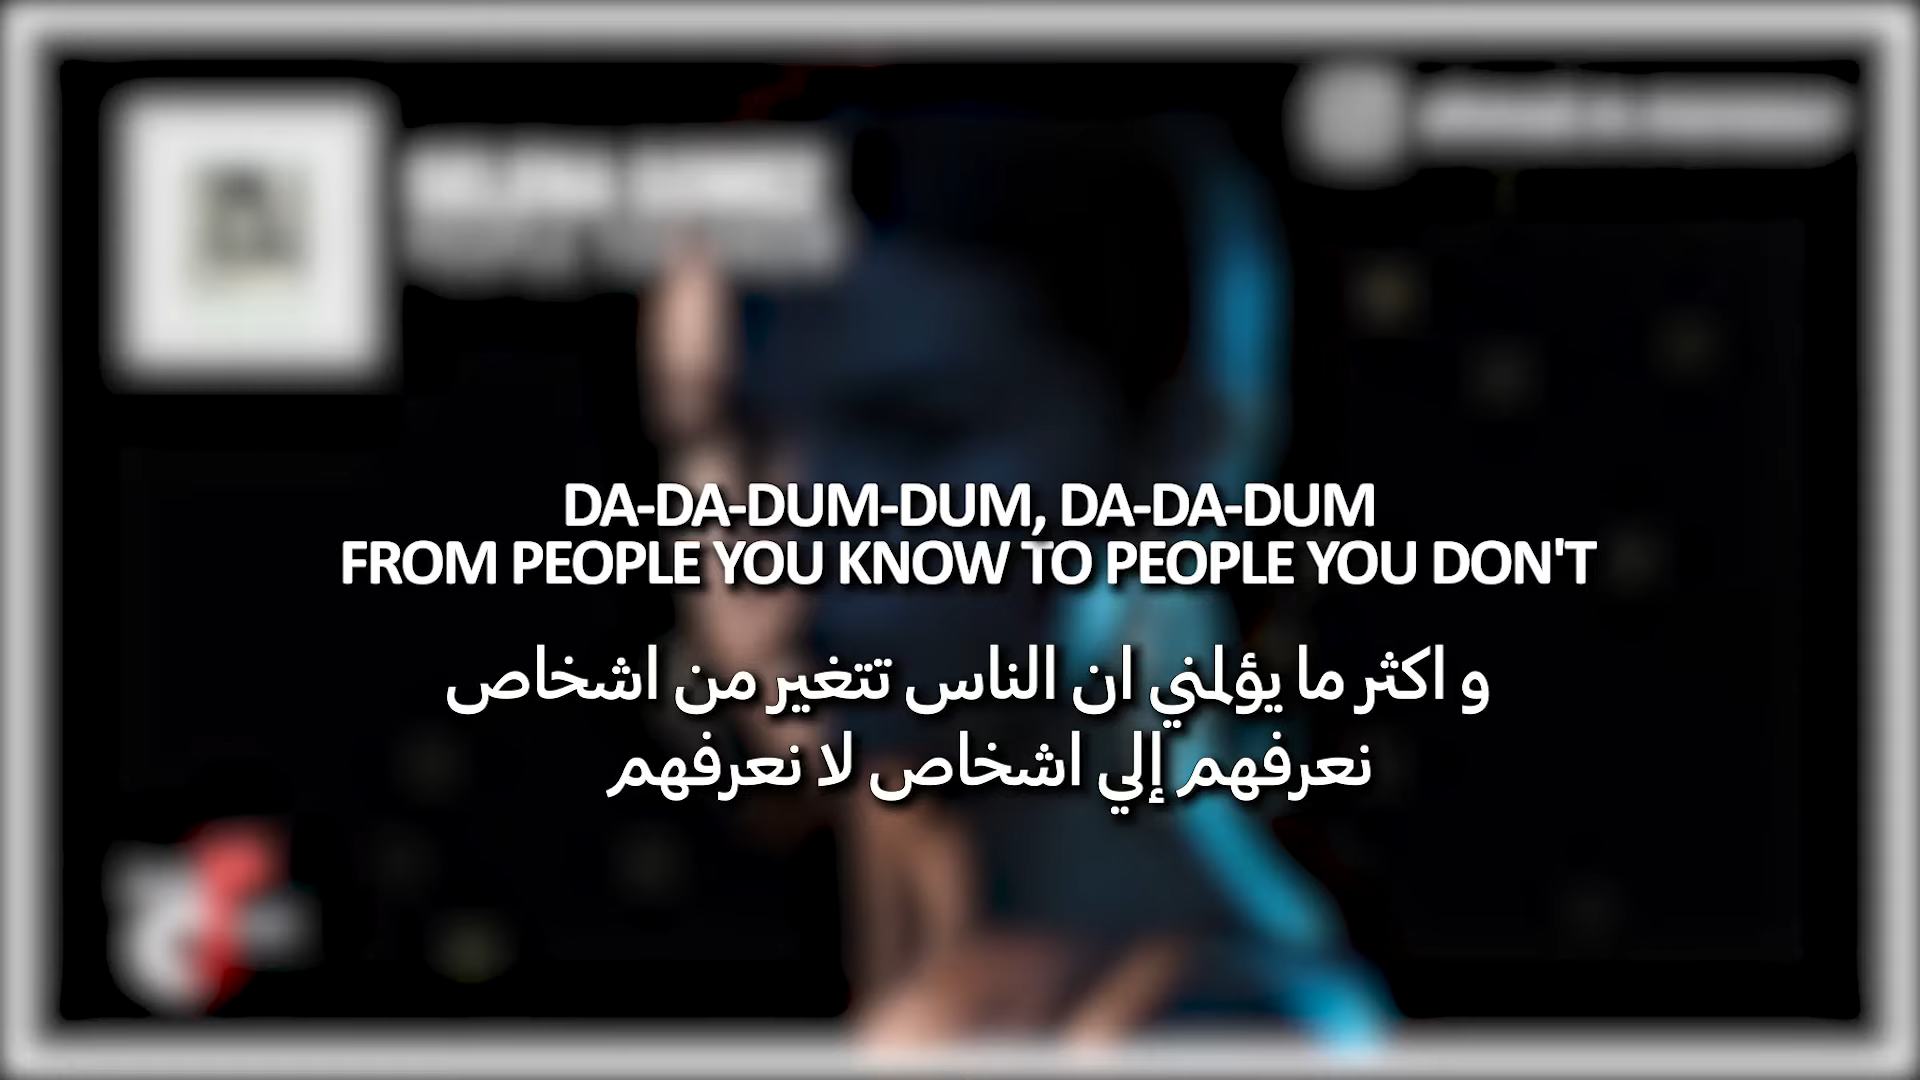 DA-DA-DUM-DUM, DA-DA-DUM
FROM PEOPLE YOU KNOW TO PEOPLE YOU DON'T
و اكثر ما يؤلمني ان الناس تتغير من اشخاص
نعرفهم إلي اشخاص لا نعرفهم